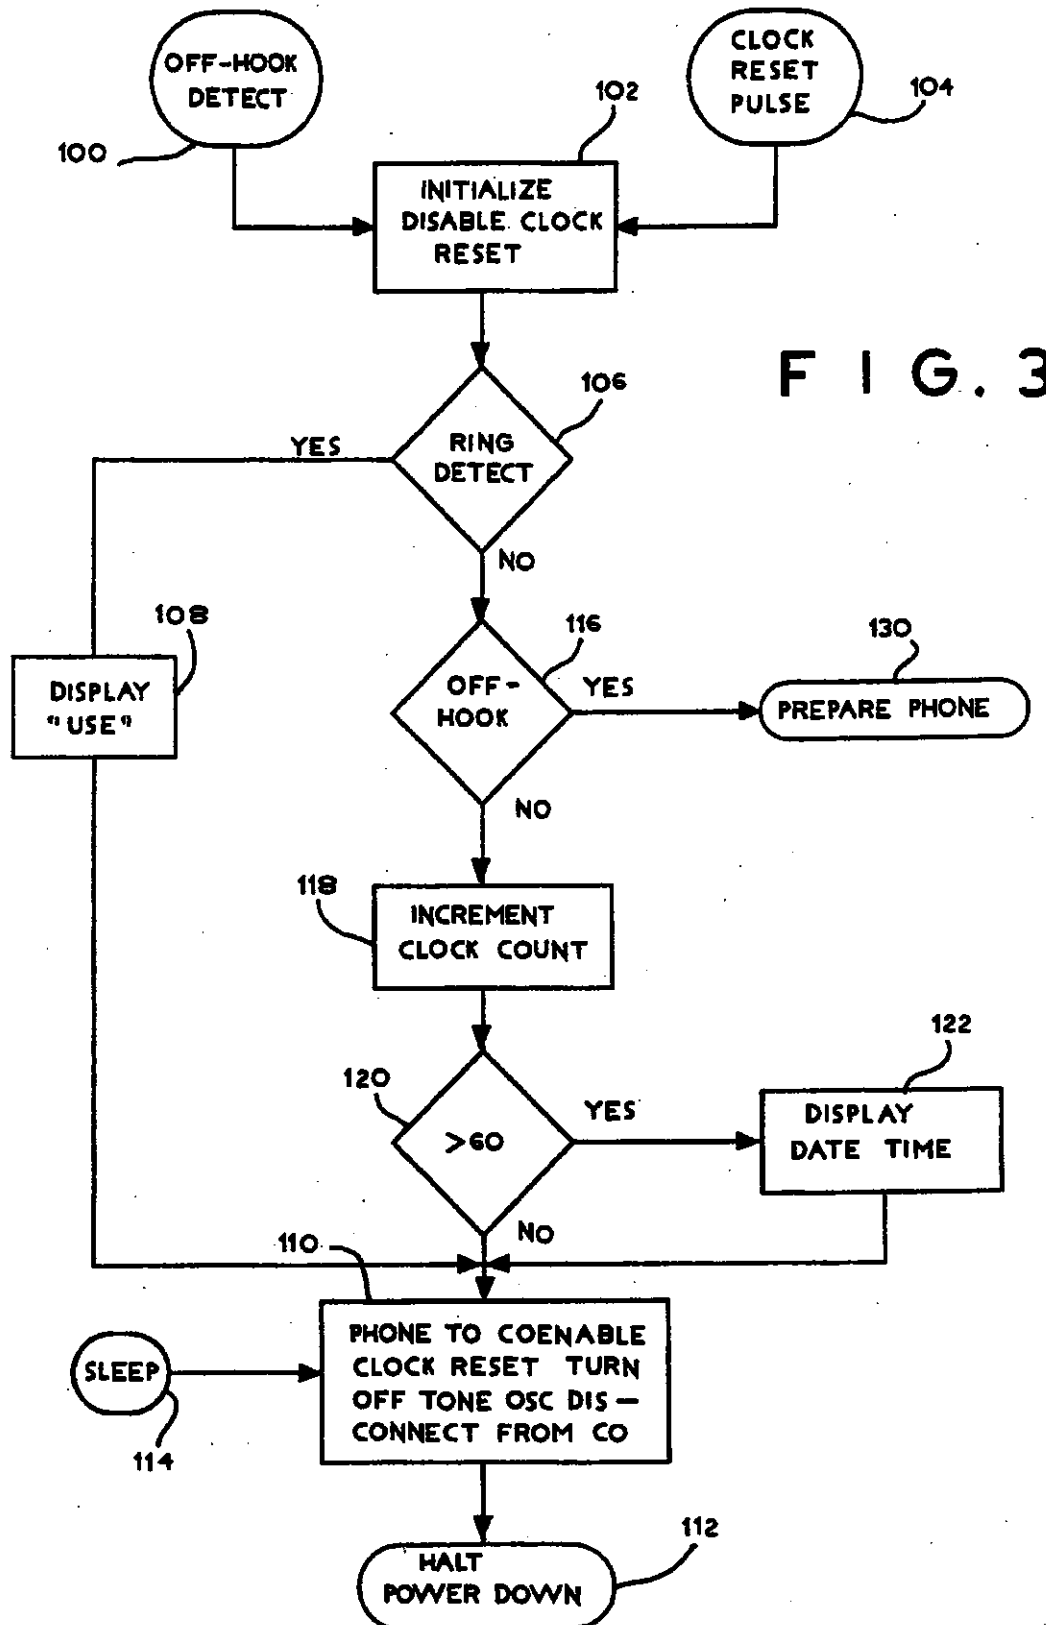 OFF-HOOK
DETECT
100
CLOCK
RESET
PULSE
104
102
INITIALIZE
DISABLE CLOCK
RESET
FIG. 3
106
RING
DETECT
YES
NO
108
DISPLAY
"USE"
116
OFF-
HOOK
YES
130
PREPARE PHONE
NO
118
INCREMENT
CLOCK COUNT
120
>60
YES
122
DISPLAY
DATE TIME
NO
110
PHONE TO COENABLE
CLOCK RESET TURN
OFF TONE OSC DIS-
CONNECT FROM CO
SLEEP
114
112
HALT
POWER DOWN